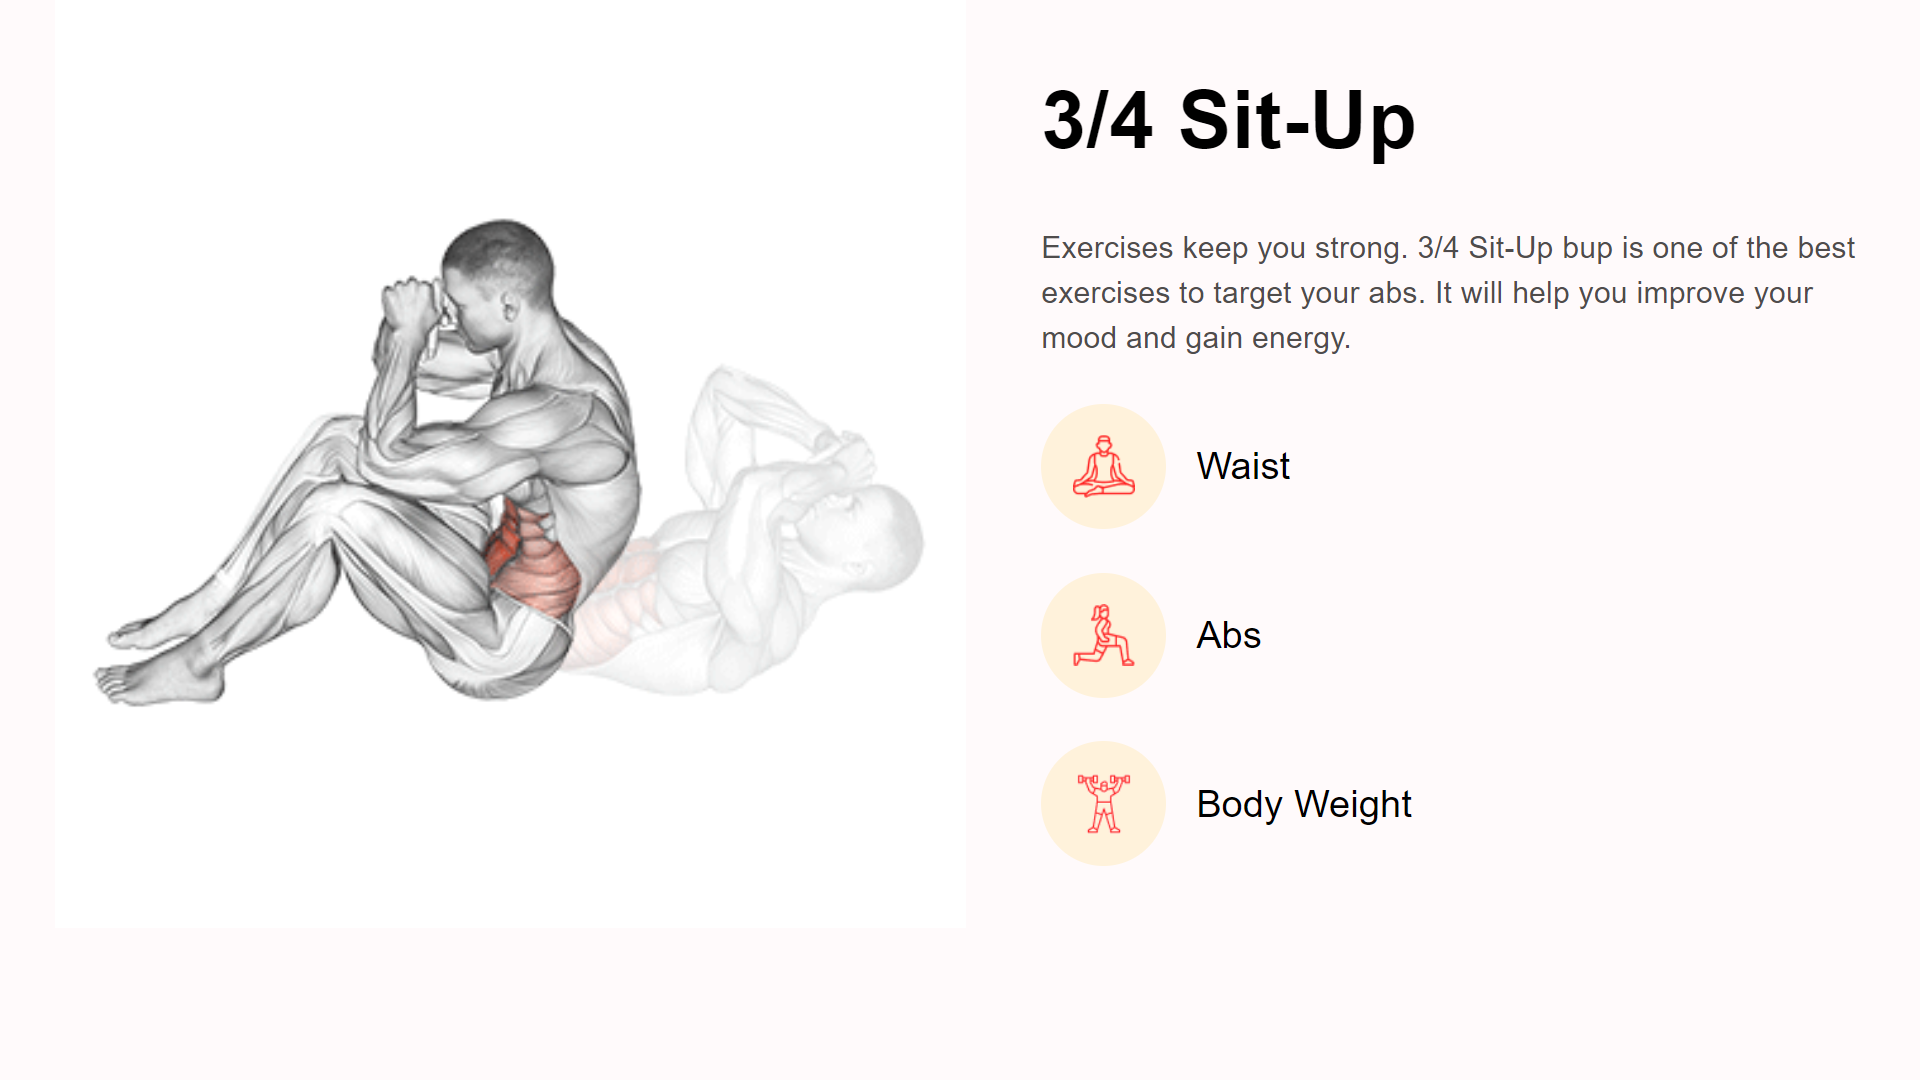 3/4 Sit-Up
Exercises keep you strong. 3/4 Sit-Up bup is one of the best
exercises to target your abs. It will help you improve your
mood and gain energy.
Waist
Abs
Body Weight